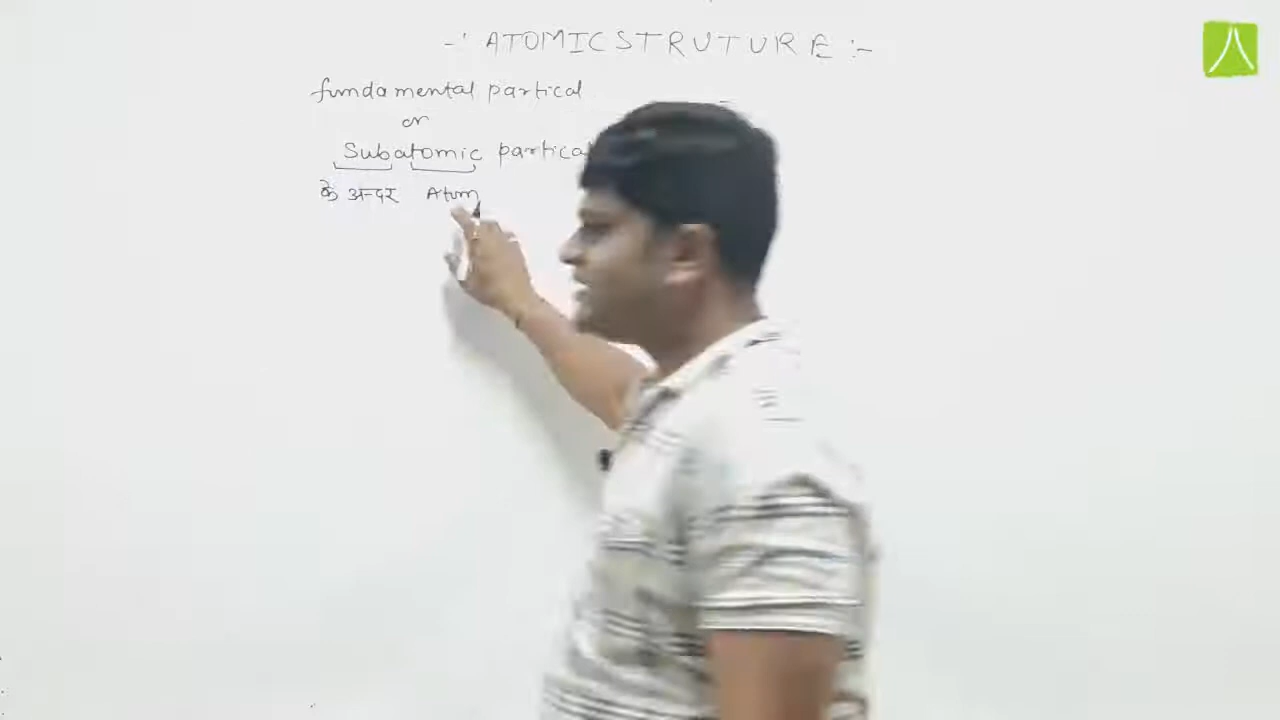 -: ATOMIC STRUTURE :-
fundamental partical
or
Subatomic partical
के अन्दर Atom